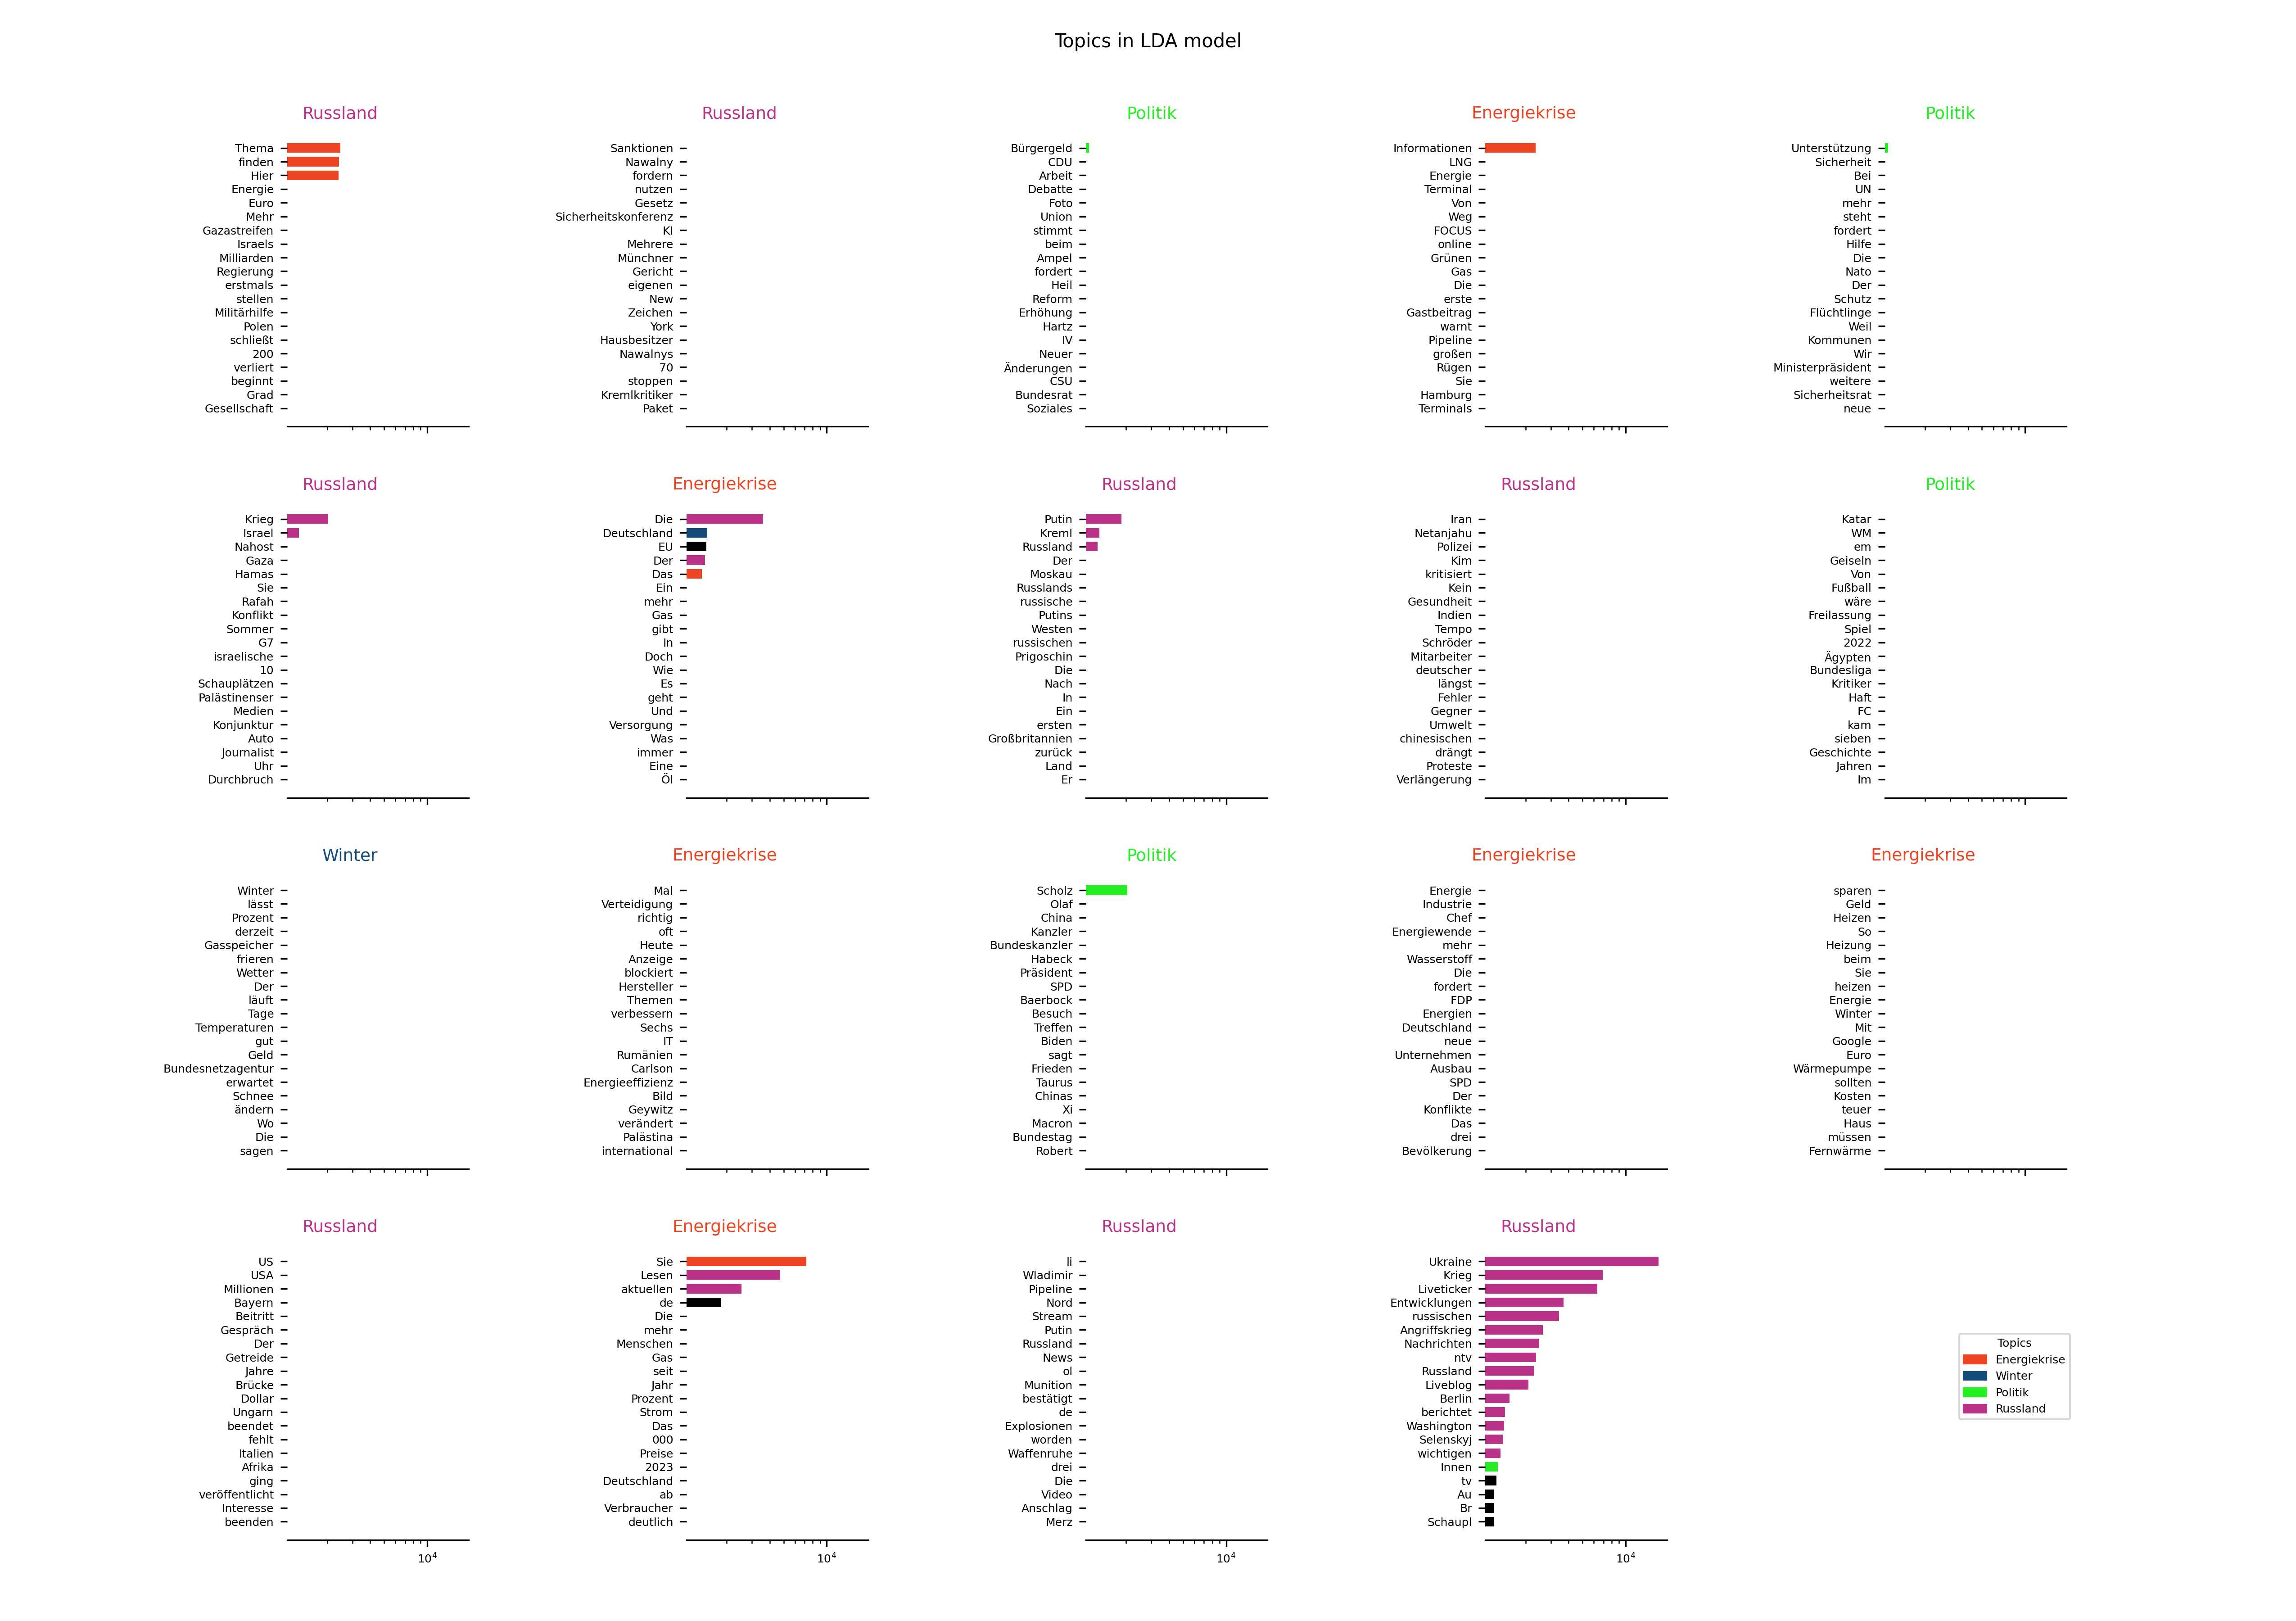 Topics in LDA model
Russland
Thema
finden
Hier
Energie
Euro
Mehr
Gazastreifen
Israels
Milliarden
Regierung
erstmals
stellen
Militärhilfe
Polen
schließt
200
verliert
beginnt
Grad
Gesellschaft
Russland
Sanktionen
Nawalny
fordern
nutzen
Gesetz
Sicherheitskonferenz
KI
Mehrere
Münchner
Gericht
eigenen
New
Zeichen
York
Hausbesitzer
Nawalnys
70
stoppen
Kremlkritiker
Paket
Politik
Bürgergeld
CDU
Arbeit
Debatte
Foto
Union
stimmt
beim
Ampel
fordert
Heil
Reform
Erhöhung
Hartz
IV
Neuer
Änderungen
CSU
Bundesrat
Soziales
Energiekrise
Informationen
LNG
Energie
Terminal
Von
Weg
FOCUS
online
Grünen
Gas
Die
erste
Gastbeitrag
warnt
Pipeline
großen
Rügen
Sie
Hamburg
Terminals
Politik
Unterstützung
Sicherheit
Bei
UN
mehr
steht
fordert
Hilfe
Die
Nato
Der
Schutz
Flüchtlinge
Weil
Kommunen
Wir
Ministerpräsident
weitere
Sicherheitsrat
neue
Russland
Krieg
Israel
Nahost
Gaza
Hamas
Sie
Rafah
Konflikt
Sommer
G7
israelische
10
Schauplätzen
Palästinenser
Medien
Konjunktur
Auto
Journalist
Uhr
Durchbruch
Energiekrise
Die
Deutschland
EU
Der
Das
Ein
mehr
Gas
gibt
In
Doch
Wie
Es
geht
Und
Versorgung
Was
immer
Eine
Öl
Russland
Putin
Kreml
Russland
Der
Moskau
Russlands
russische
Putins
Westen
russischen
Prigoschin
Die
Nach
In
Ein
ersten
Großbritannien
zurück
Land
Er
Russland
Iran
Netanjahu
Polizei
Kim
kritisiert
Kein
Gesundheit
Indien
Tempo
Schröder
Mitarbeiter
deutscher
längst
Fehler
Gegner
Umwelt
chinesischen
drängt
Proteste
Verlängerung
Politik
Katar
WM
em
Geiseln
Von
Fußball
wäre
Freilassung
Spiel
2022
Ägypten
Bundesliga
Kritiker
Haft
FC
kam
sieben
Geschichte
Jahren
Im
Winter
Winter
lässt
Prozent
derzeit
Gasspeicher
frieren
Wetter
Der
läuft
Tage
Temperaturen
gut
Geld
Bundesnetzagentur
erwartet
Schnee
ändern
Wo
Die
sagen
Energiekrise
Mal
Verteidigung
richtig
oft
Heute
Anzeige
blockiert
Hersteller
Themen
verbessern
Sechs
IT
Rumänien
Carlson
Energieeffizienz
Bild
Geywitz
verändert
Palästina
international
Politik
Scholz
Olaf
China
Kanzler
Bundeskanzler
Habeck
Präsident
SPD
Baerbock
Besuch
Treffen
Biden
sagt
Frieden
Taurus
Chinas
Xi
Macron
Bundestag
Robert
Energiekrise
Energie
Industrie
Chef
Energiewende
mehr
Wasserstoff
Die
fordert
FDP
Energien
Deutschland
neue
Unternehmen
Ausbau
SPD
Der
Konflikte
Das
drei
Bevölkerung
Energiekrise
sparen
Geld
Heizen
So
Heizung
beim
Sie
heizen
Energie
Winter
Mit
Google
Euro
Wärmepumpe
sollten
Kosten
teuer
Haus
müssen
Fernwärme
Russland
US
USA
Millionen
Bayern
Beitritt
Gespräch
Der
Getreide
Jahre
Brücke
Dollar
Ungarn
beendet
fehlt
Italien
Afrika
ging
veröffentlicht
Interesse
beenden
10⁴
Energiekrise
Sie
Lesen
aktuellen
de
Die
mehr
Menschen
Gas
seit
Jahr
Prozent
Strom
Das
000
Preise
2023
Deutschland
ab
Verbraucher
deutlich
10⁴
Russland
li
Wladimir
Pipeline
Nord
Stream
Putin
Russland
News
ol
Munition
bestätigt
de
Explosionen
worden
Waffenruhe
drei
Die
Video
Anschlag
Merz
10⁴
Russland
Ukraine
Krieg
Liveticker
Entwicklungen
russischen
Angriffskrieg
Nachrichten
ntv
Russland
Liveblog
Berlin
berichtet
Washington
Selenskyj
wichtigen
Innen
tv
Au
Br
Schaupl
10⁴
Topics
Energiekrise
Winter
Politik
Russland